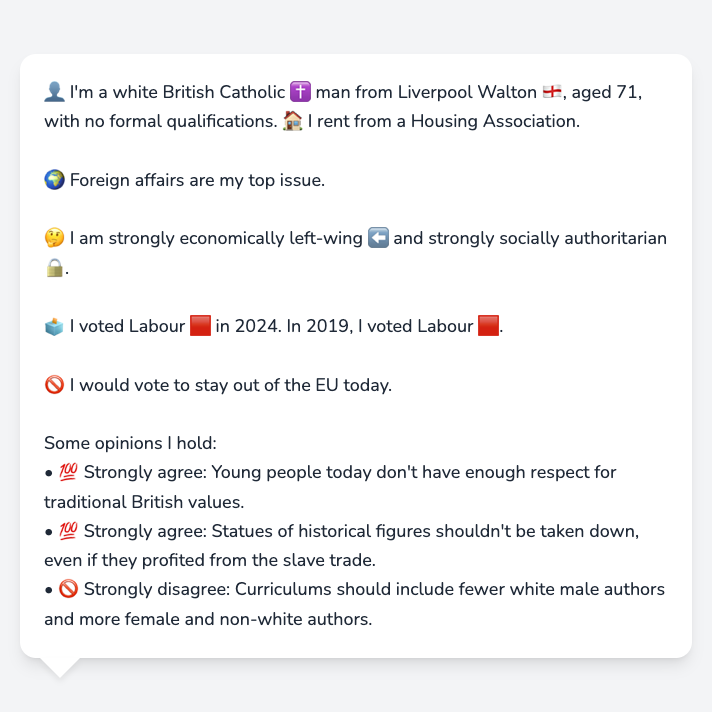 👤 I'm a white British Catholic ✝️ man from Liverpool Walton 🏴󠁧󠁢󠁥󠁮󠁧󠁿, aged 71,
with no formal qualifications. 🏠 I rent from a Housing Association.
🌍 Foreign affairs are my top issue.
🤔 I am strongly economically left-wing ⬅️ and strongly socially authoritarian
🔒.
🗳️ I voted Labour 🟥 in 2024. In 2019, I voted Labour 🟥.
🚫 I would vote to stay out of the EU today.
Some opinions I hold:
• 💯 Strongly agree: Young people today don't have enough respect for
traditional British values.
• 💯 Strongly agree: Statues of historical figures shouldn't be taken down,
even if they profited from the slave trade.
• 🚫 Strongly disagree: Curriculums should include fewer white male authors
and more female and non-white authors.